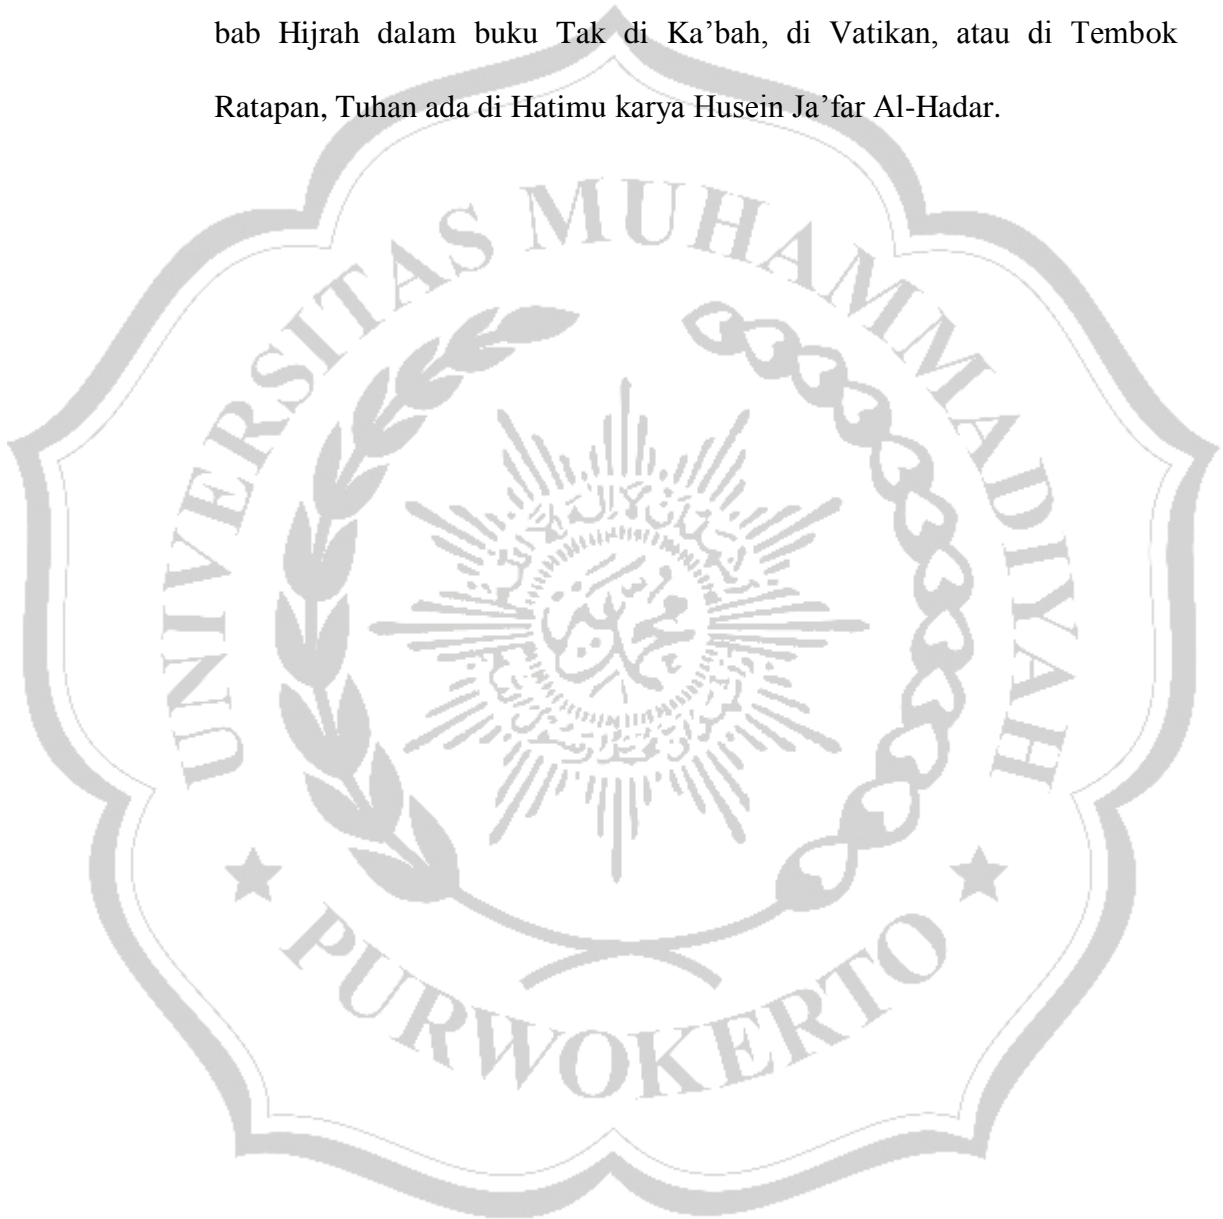 bab Hijrah dalam buku Tak di Ka’bah, di Vatikan, atau di Tembok
Ratapan, Tuhan ada di Hatimu karya Husein Ja’far Al-Hadar.
UNIVERSITAS MUHAMMADIYAH
PURWOKERTO